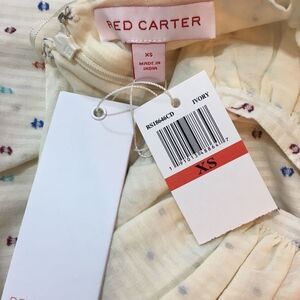 RED CARTER
XS
MADE IN
INDIA
RS18646CD
IVORY
XS